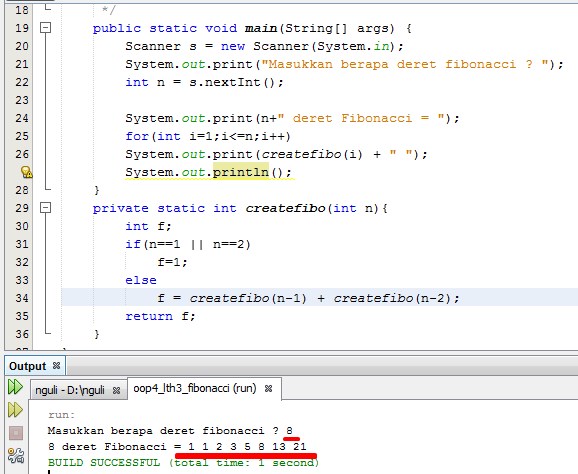 18 */
19 public static void main(String[] args) {
20 Scanner s = new Scanner(System.in);
21 System.out.print("Masukkan berapa deret fibonacci ? ");
22 int n = s.nextInt();
23
24 System.out.print(n+" deret Fibonacci = ");
25 for(int i=1;i<=n;i++)
26 System.out.print(createfibo(i) + " ");
System.out.println();
28 }
29 private static int createfibo(int n){
30 int f;
31 if(n==1 || n==2)
32 f=1;
33 else
34 f = createfibo(n-1) + createfibo(n-2);
35 return f;
36 }
Output
nguli - D:\nguli oop4_lth3_fibonacci (run)
run:
Masukkan berapa deret fibonacci ? 8
8 deret Fibonacci = 1 1 2 3 5 8 13 21
BUILD SUCCESSFUL (total time: 1 second)